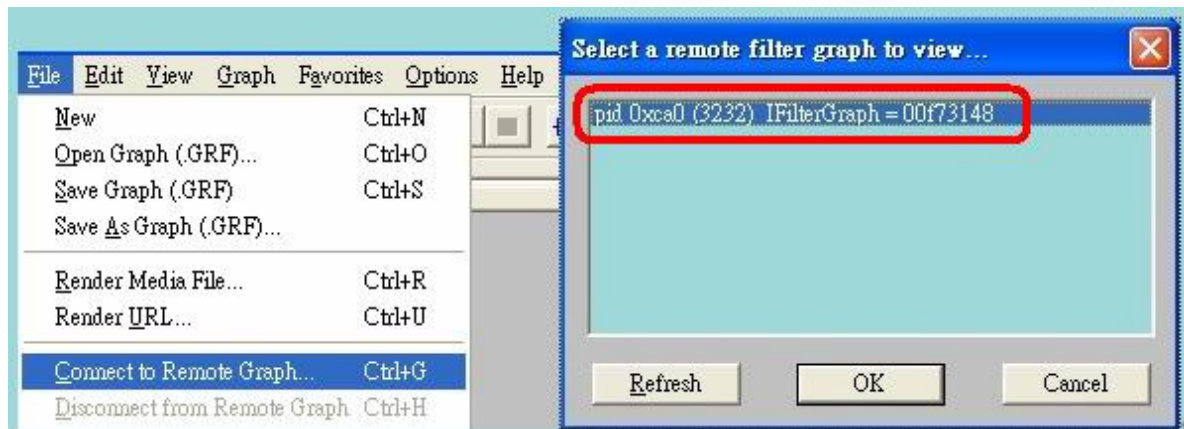 File Edit View Graph Favorites Options Help
New Ctrl+N
Open Graph (.GRF)... Ctrl+O
Save Graph (.GRF) Ctrl+S
Save As Graph (.GRF)...
Render Media File... Ctrl+R
Render URL... Ctrl+U
Connect to Remote Graph... Ctrl+G
Disconnect from Remote Graph Ctrl+H
Select a remote filter graph to view...
pid 0xca0 (3232) IFilterGraph = 00f73148
Refresh OK Cancel